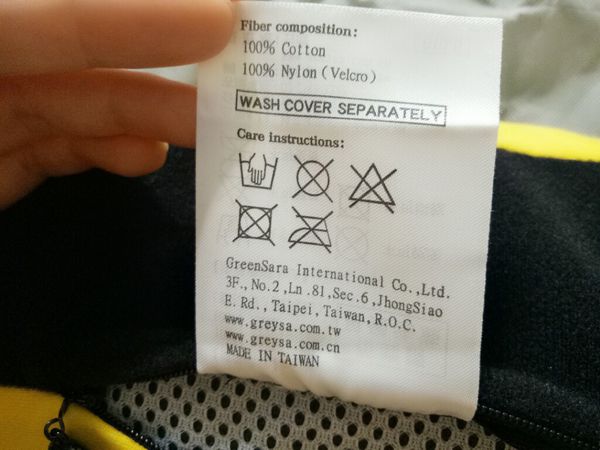 Fiber composition:
100% Cotton
100% Nylon (Velcro)
WASH COVER SEPARATELY
Care instructions:
GreenSara International Co.,Ltd.
3F., No.2 ,Ln .81,Sec.6 ,JhongSiao
E. Rd., Taipei, Taiwan, R.O.C.
www.greysa.com.tw
www.greysa.com.cn
MADE IN TAIWAN